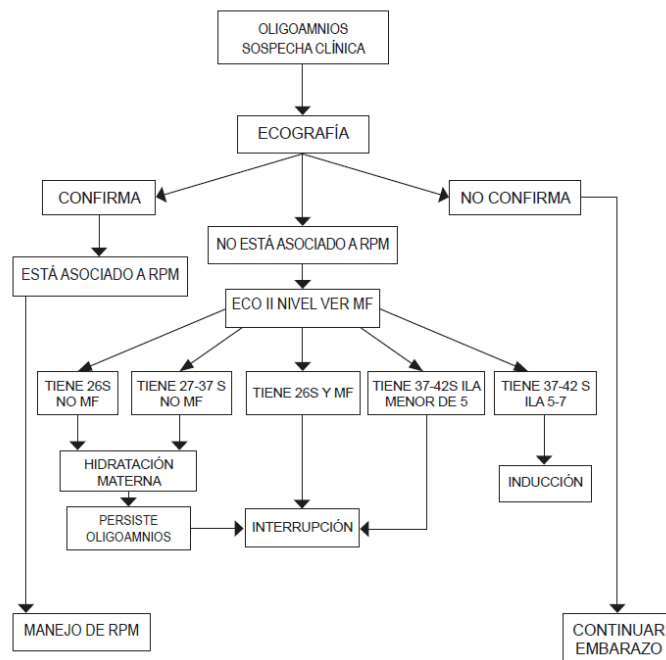 OLIGOAMNIOS
SOSPECHA CLÍNICA
ECOGRAFÍA
CONFIRMA
NO CONFIRMA
NO ESTÁ ASOCIADO A RPM
ESTÁ ASOCIADO A RPM
ECO II NIVEL VER MF
TIENE 26S
NO MF
TIENE 27-37 S
NO MF
TIENE 26S Y MF
TIENE 37-42S ILA
MENOR DE 5
TIENE 37-42 S
ILA 5-7
HIDRATACIÓN
MATERNA
INDUCCIÓN
PERSISTE
OLIGOAMNIOS
INTERRUPCIÓN
MANEJO DE RPM
CONTINUAR
EMBARAZO